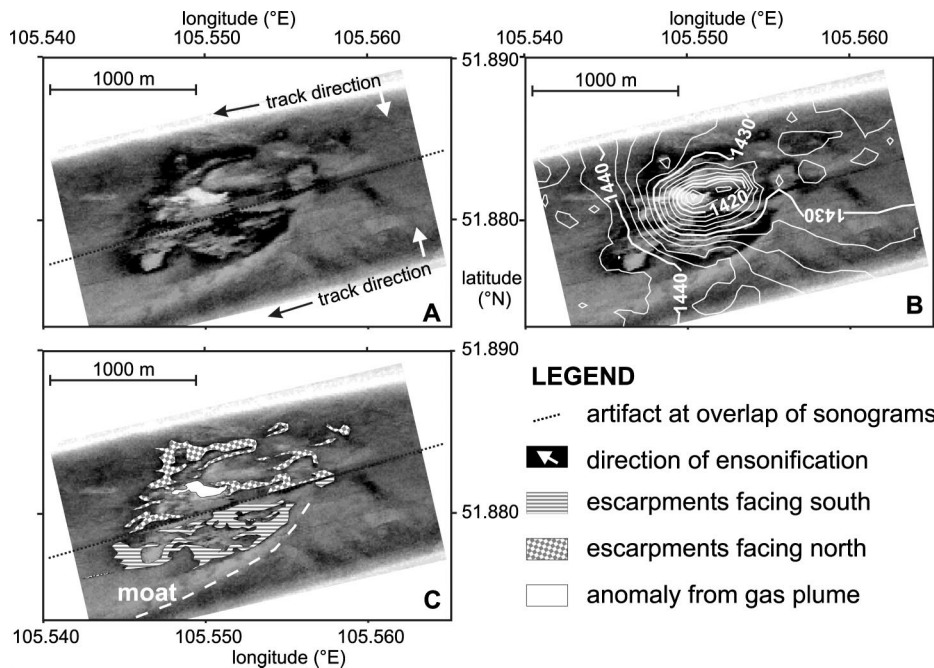 longitude (°E)
longitude (°E)
105.540
105.550
105.560
105.540
105.550
105.560
51.890
1000 m
track direction
1000 m
1430
1440
1420
1440
51.880
1430
1440
latitude
(°N)
track direction
A
B
51.890
1000 m
LEGEND
artifact at overlap of sonograms
direction of ensonification
escarpments facing south
51.880
escarpments facing north
moat
anomaly from gas plume
C
105.540
105.550
105.560
longitude (°E)